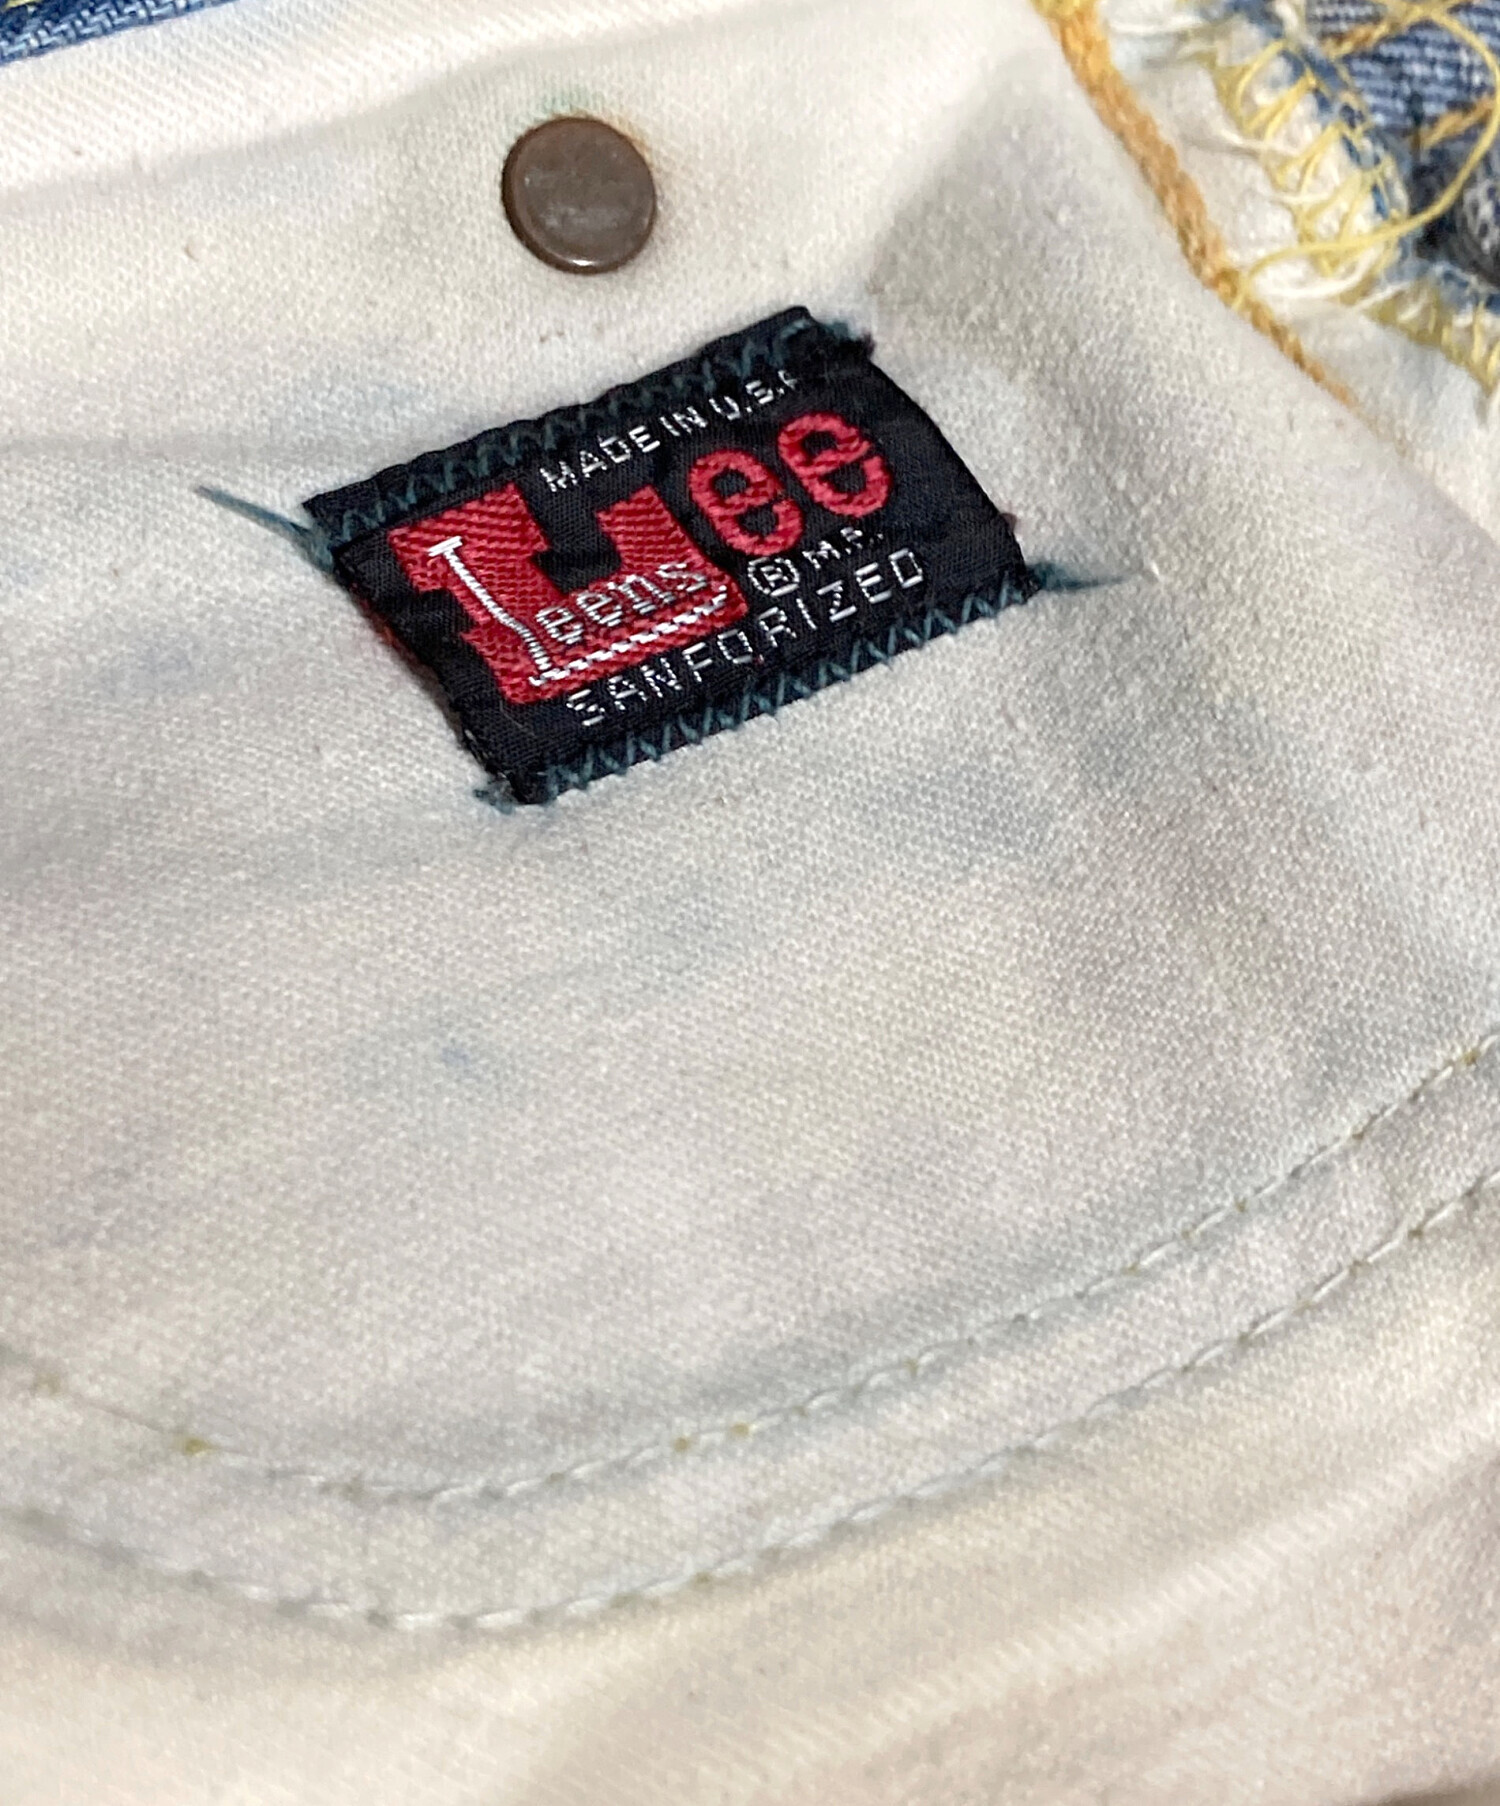 MADE IN U.S.A
Lee
Leens
® M.R.
SANFORIZED